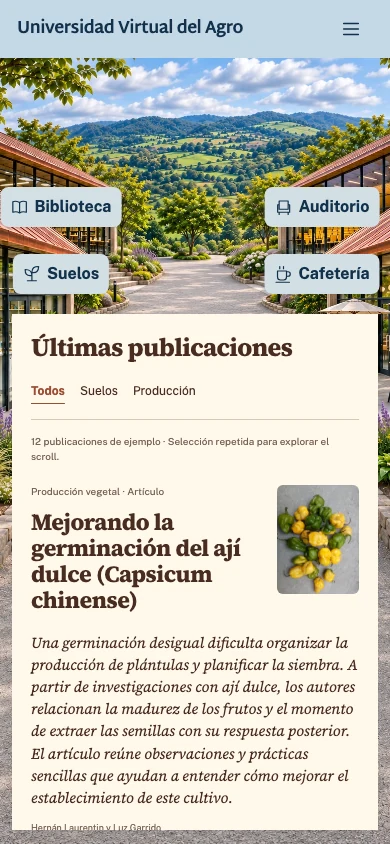 Universidad Virtual del Agro
Biblioteca
Auditorio
Suelos
Cafetería
Últimas publicaciones
Todos Suelos Producción
12 publicaciones de ejemplo · Selección repetida para explorar el
scroll.
Producción vegetal · Artículo
Mejorando la
germinación del ají
dulce (Capsicum
chinense)
Una germinación desigual dificulta organizar la
producción de plántulas y planificar la siembra. A
partir de investigaciones con ají dulce, los autores
relacionan la madurez de los frutos y el momento
de extraer las semillas con su respuesta posterior.
El artículo reúne observaciones y prácticas
sencillas que ayudan a entender cómo mejorar el
establecimiento de este cultivo.
Hernán Laurentin y Luz Garrido